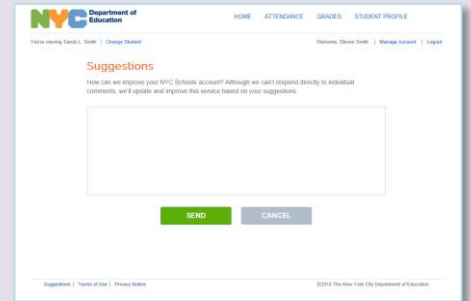 NYC Department of
Education
HOME ATTENDANCE GRADES STUDENT PROFILE
You're viewing Sandy L. Smith | Change Student
Welcome, Steven Smith | Manage Account | Logout
Suggestions
How can we improve your NYC Schools account? Although we can't respond directly to individual
comments, we'll update and improve this service based on your suggestions.
SEND CANCEL
Suggestions | Terms of Use | Privacy Notice
©2015 The New York City Department of Education